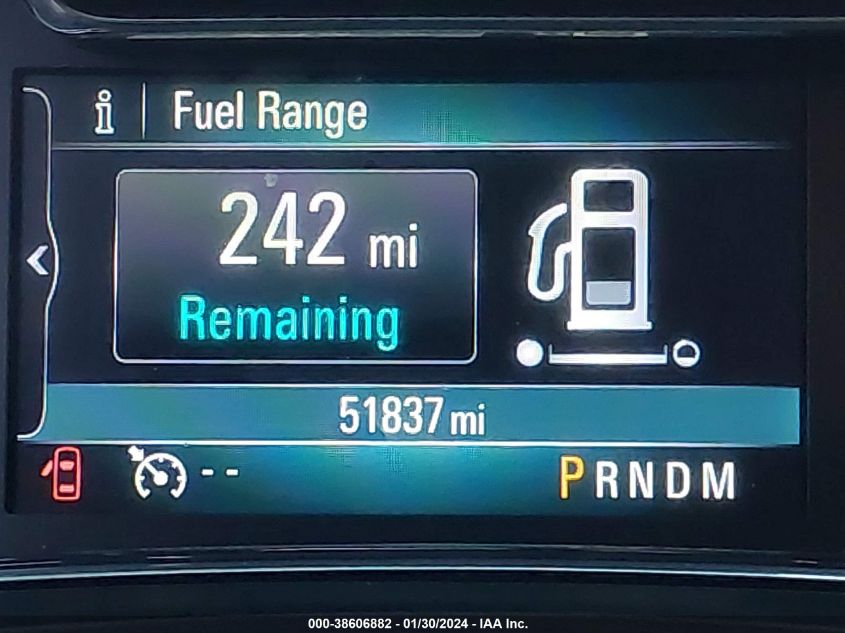 i Fuel Range
242 mi
Remaining
51837 mi
-- PRNDM
000-38606882 - 01/30/2024 - IAA Inc.